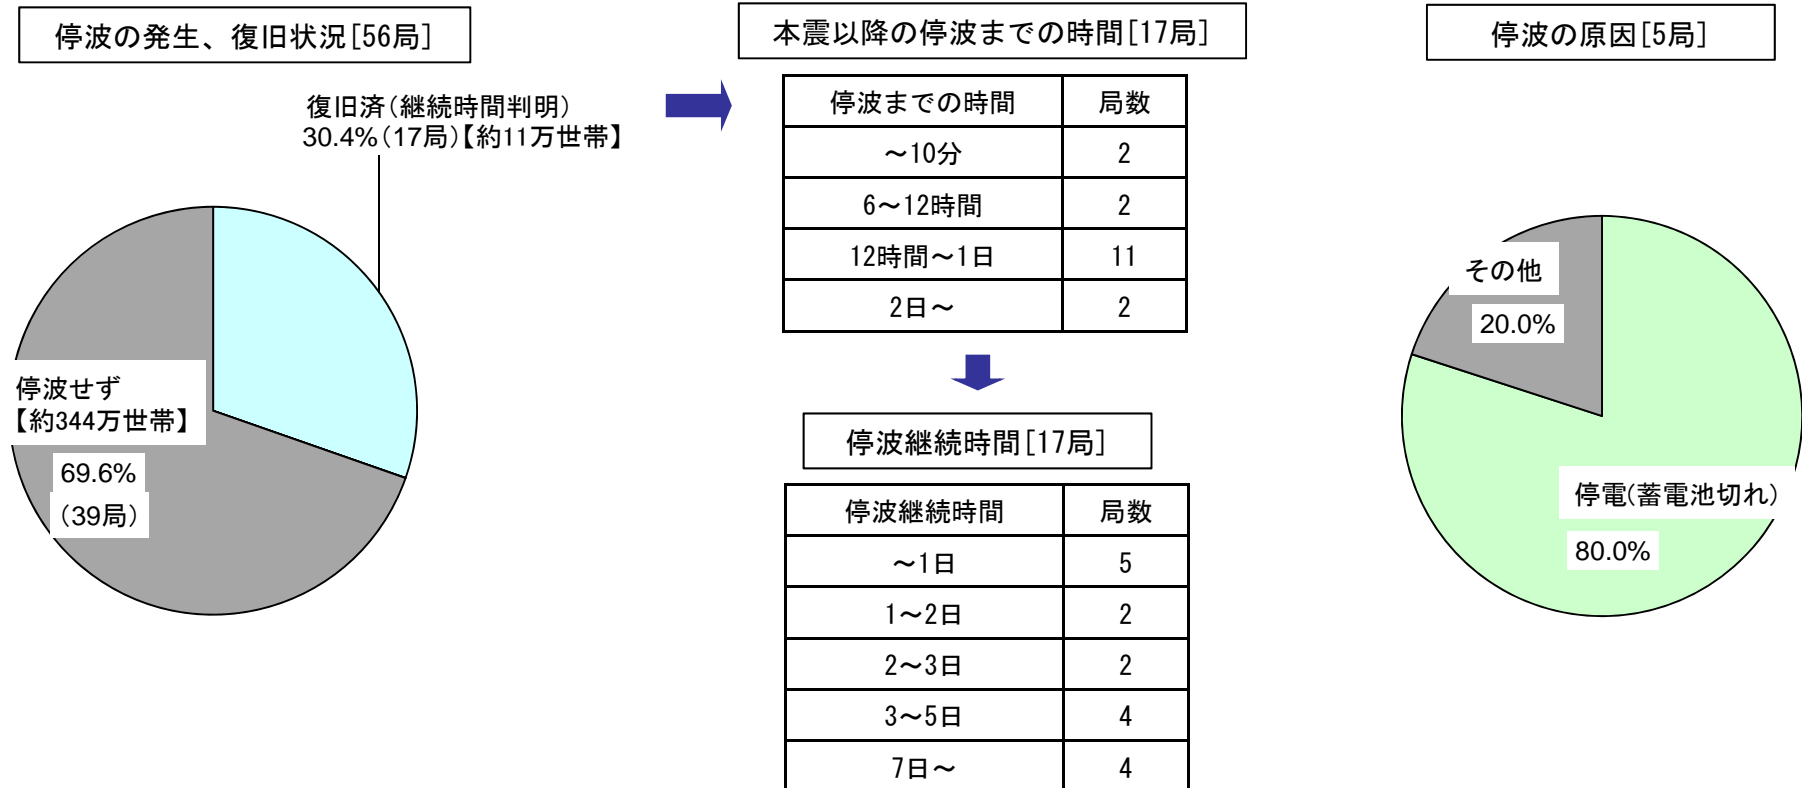 停波の発生、復旧状況[56局]
復旧済(継続時間判明)
30.4%(17局)【約11万世帯】
停波せず
【約344万世帯】
69.6%
(39局)
本震以降の停波までの時間[17局]
停波までの時間 局数
～10分 2
6～12時間 2
12時間～1日 11
2日～ 2
停波継続時間[17局]
停波継続時間 局数
～1日 5
1～2日 2
2～3日 2
3～5日 4
7日～ 4
停波の原因[5局]
その他
20.0%
停電(蓄電池切れ)
80.0%